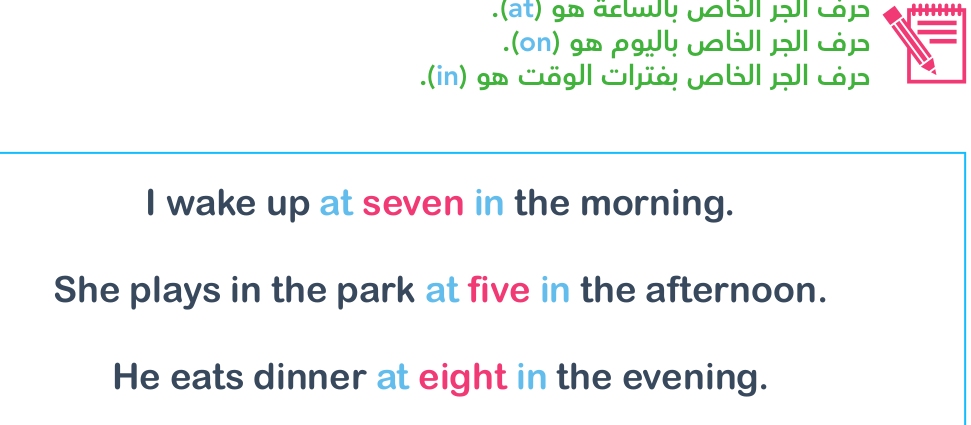 حرف الجر الخاص بالساعة هو (at).
حرف الجر الخاص باليوم هو (on).
حرف الجر الخاص بفترات الوقت هو (in).
I wake up at seven in the morning.
She plays in the park at five in the afternoon.
He eats dinner at eight in the evening.